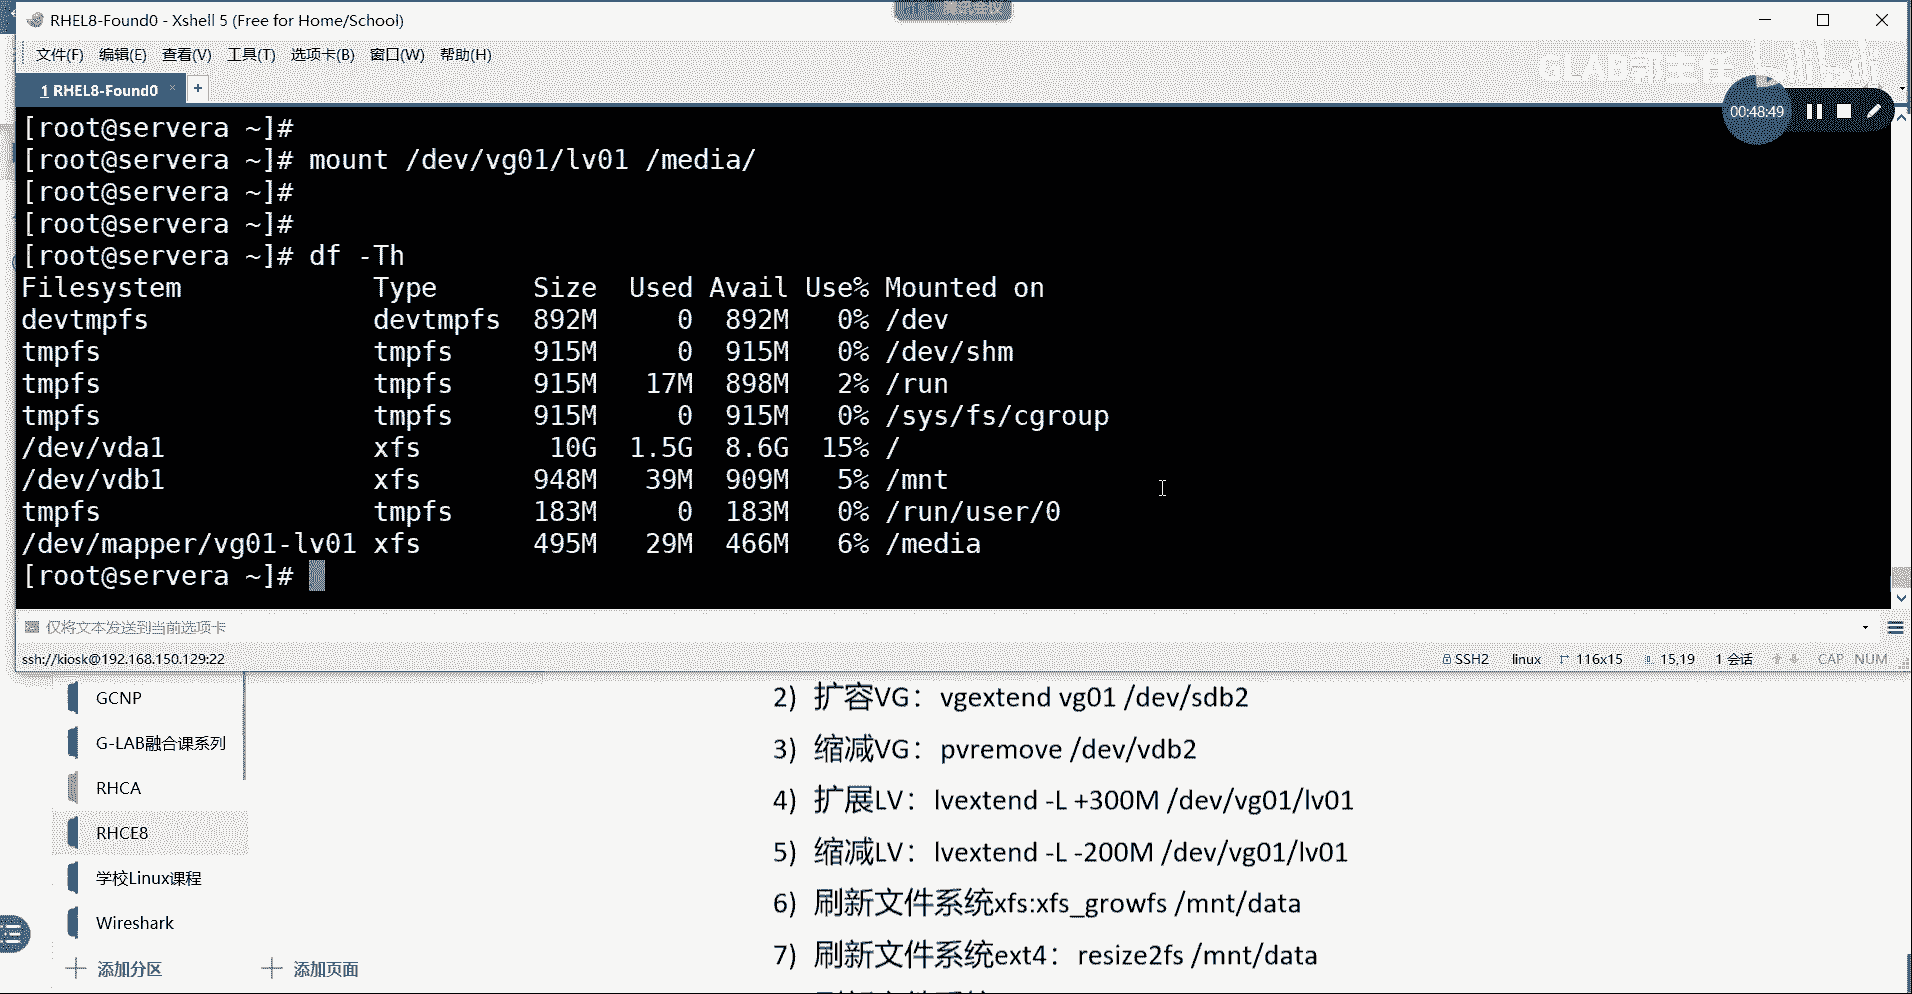 RHEL8-Found0 - Xshell 5 (Free for Home/School)
文件(F) 编辑(E) 查看(V) 工具(T) 选项卡(B) 窗口(W) 帮助(H)
GLAB郭主任 bilibili
1 RHEL8-Found0 × +
00:48:49
[root@servera ~]#
[root@servera ~]# mount /dev/vg01/lv01 /media/
[root@servera ~]#
[root@servera ~]#
[root@servera ~]# df -Th
Filesystem Type Size Used Avail Use% Mounted on
devtmpfs devtmpfs 892M 0 892M 0% /dev
tmpfs tmpfs 915M 0 915M 0% /dev/shm
tmpfs tmpfs 915M 17M 898M 2% /run
tmpfs tmpfs 915M 0 915M 0% /sys/fs/cgroup
/dev/vda1 xfs 10G 1.5G 8.6G 15% /
/dev/vdb1 xfs 948M 39M 909M 5% /mnt
tmpfs tmpfs 183M 0 183M 0% /run/user/0
/dev/mapper/vg01-lv01 xfs 495M 29M 466M 6% /media
[root@servera ~]#
仅将文本发送到当前选项卡
ssh://kiosk@192.168.150.129:22 SSH2 linux 116x15 15,19 1 会话 CAP NUM
GCNP
G-LAB融合课系列
RHCA
RHCE8
学校Linux课程
Wireshark
添加分区 添加页面
2) 扩容VG：vgextend vg01 /dev/sdb2
3) 缩减VG：pvremove /dev/vdb2
4) 扩展LV：lvextend -L +300M /dev/vg01/lv01
5) 缩减LV：lvextend -L -200M /dev/vg01/lv01
6) 刷新文件系统xfs:xfs_growfs /mnt/data
7) 刷新文件系统ext4：resize2fs /mnt/data